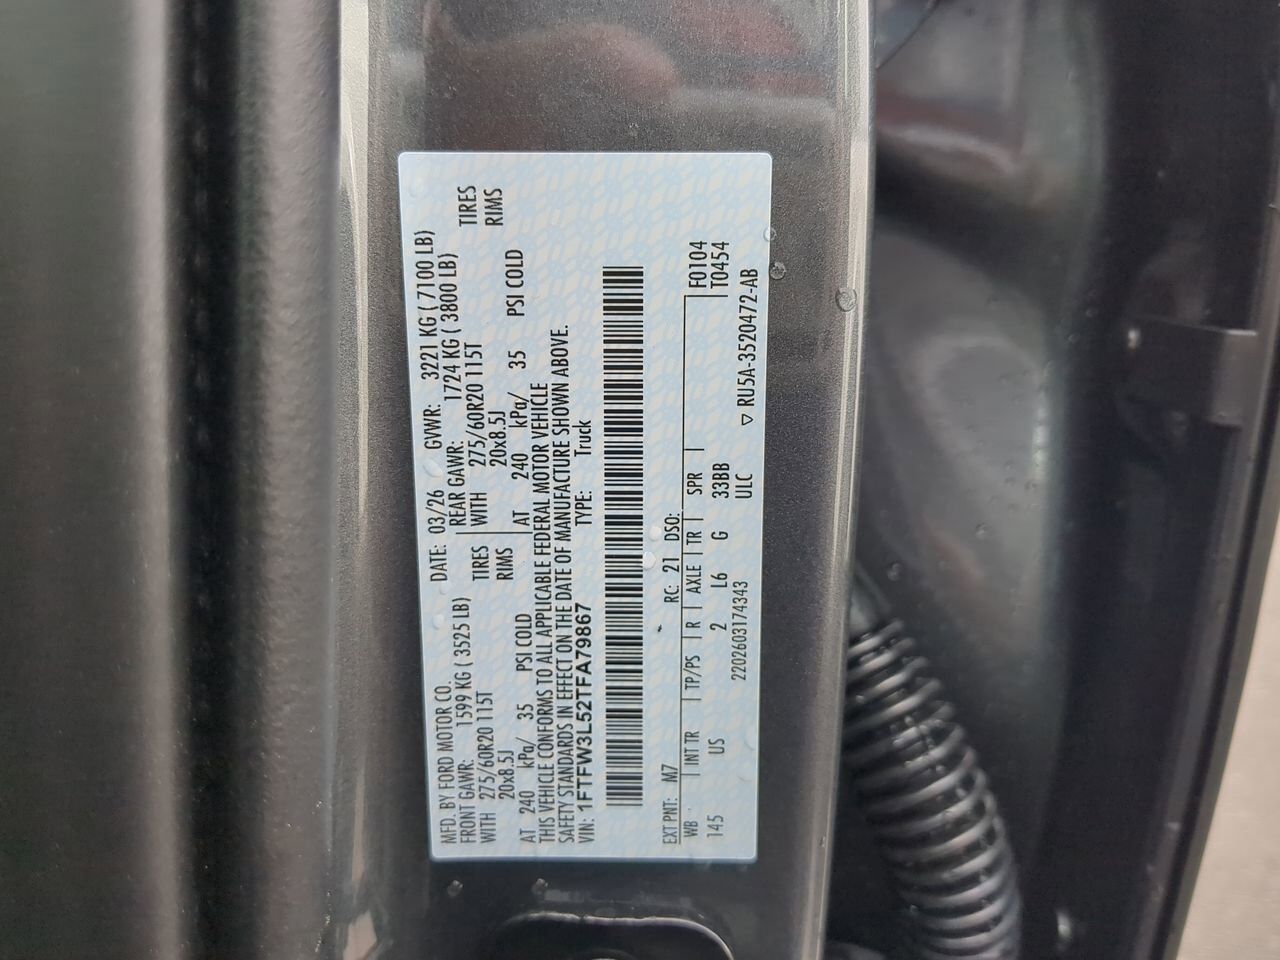 MFD. BY FORD MOTOR CO. DATE: 03/26 GVWR: 3221 KG ( 7100 LB)
FRONT GAWR: 1599 KG ( 3525 LB) REAR GAWR: 1724 KG ( 3800 LB)
WITH 275/60R20 115T TIRES WITH 275/60R20 115T TIRES
20x8.5J RIMS 20x8.5J RIMS
AT 240 kPa/ 35 PSI COLD AT 240 kPa/ 35 PSI COLD
THIS VEHICLE CONFORMS TO ALL APPLICABLE FEDERAL MOTOR VEHICLE
SAFETY STANDARDS IN EFFECT ON THE DATE OF MANUFACTURE SHOWN ABOVE.
VIN: 1FTFW3L52TFA79867 TYPE: Truck
EXT PNT: M7 RC: 21 DSO:
WB INT TR TP/PS R AXLE TR SPR F0104
145 US 2 L6 G 33BB T0454
2202603174343 ULC ▽ RU5A-3520472-AB